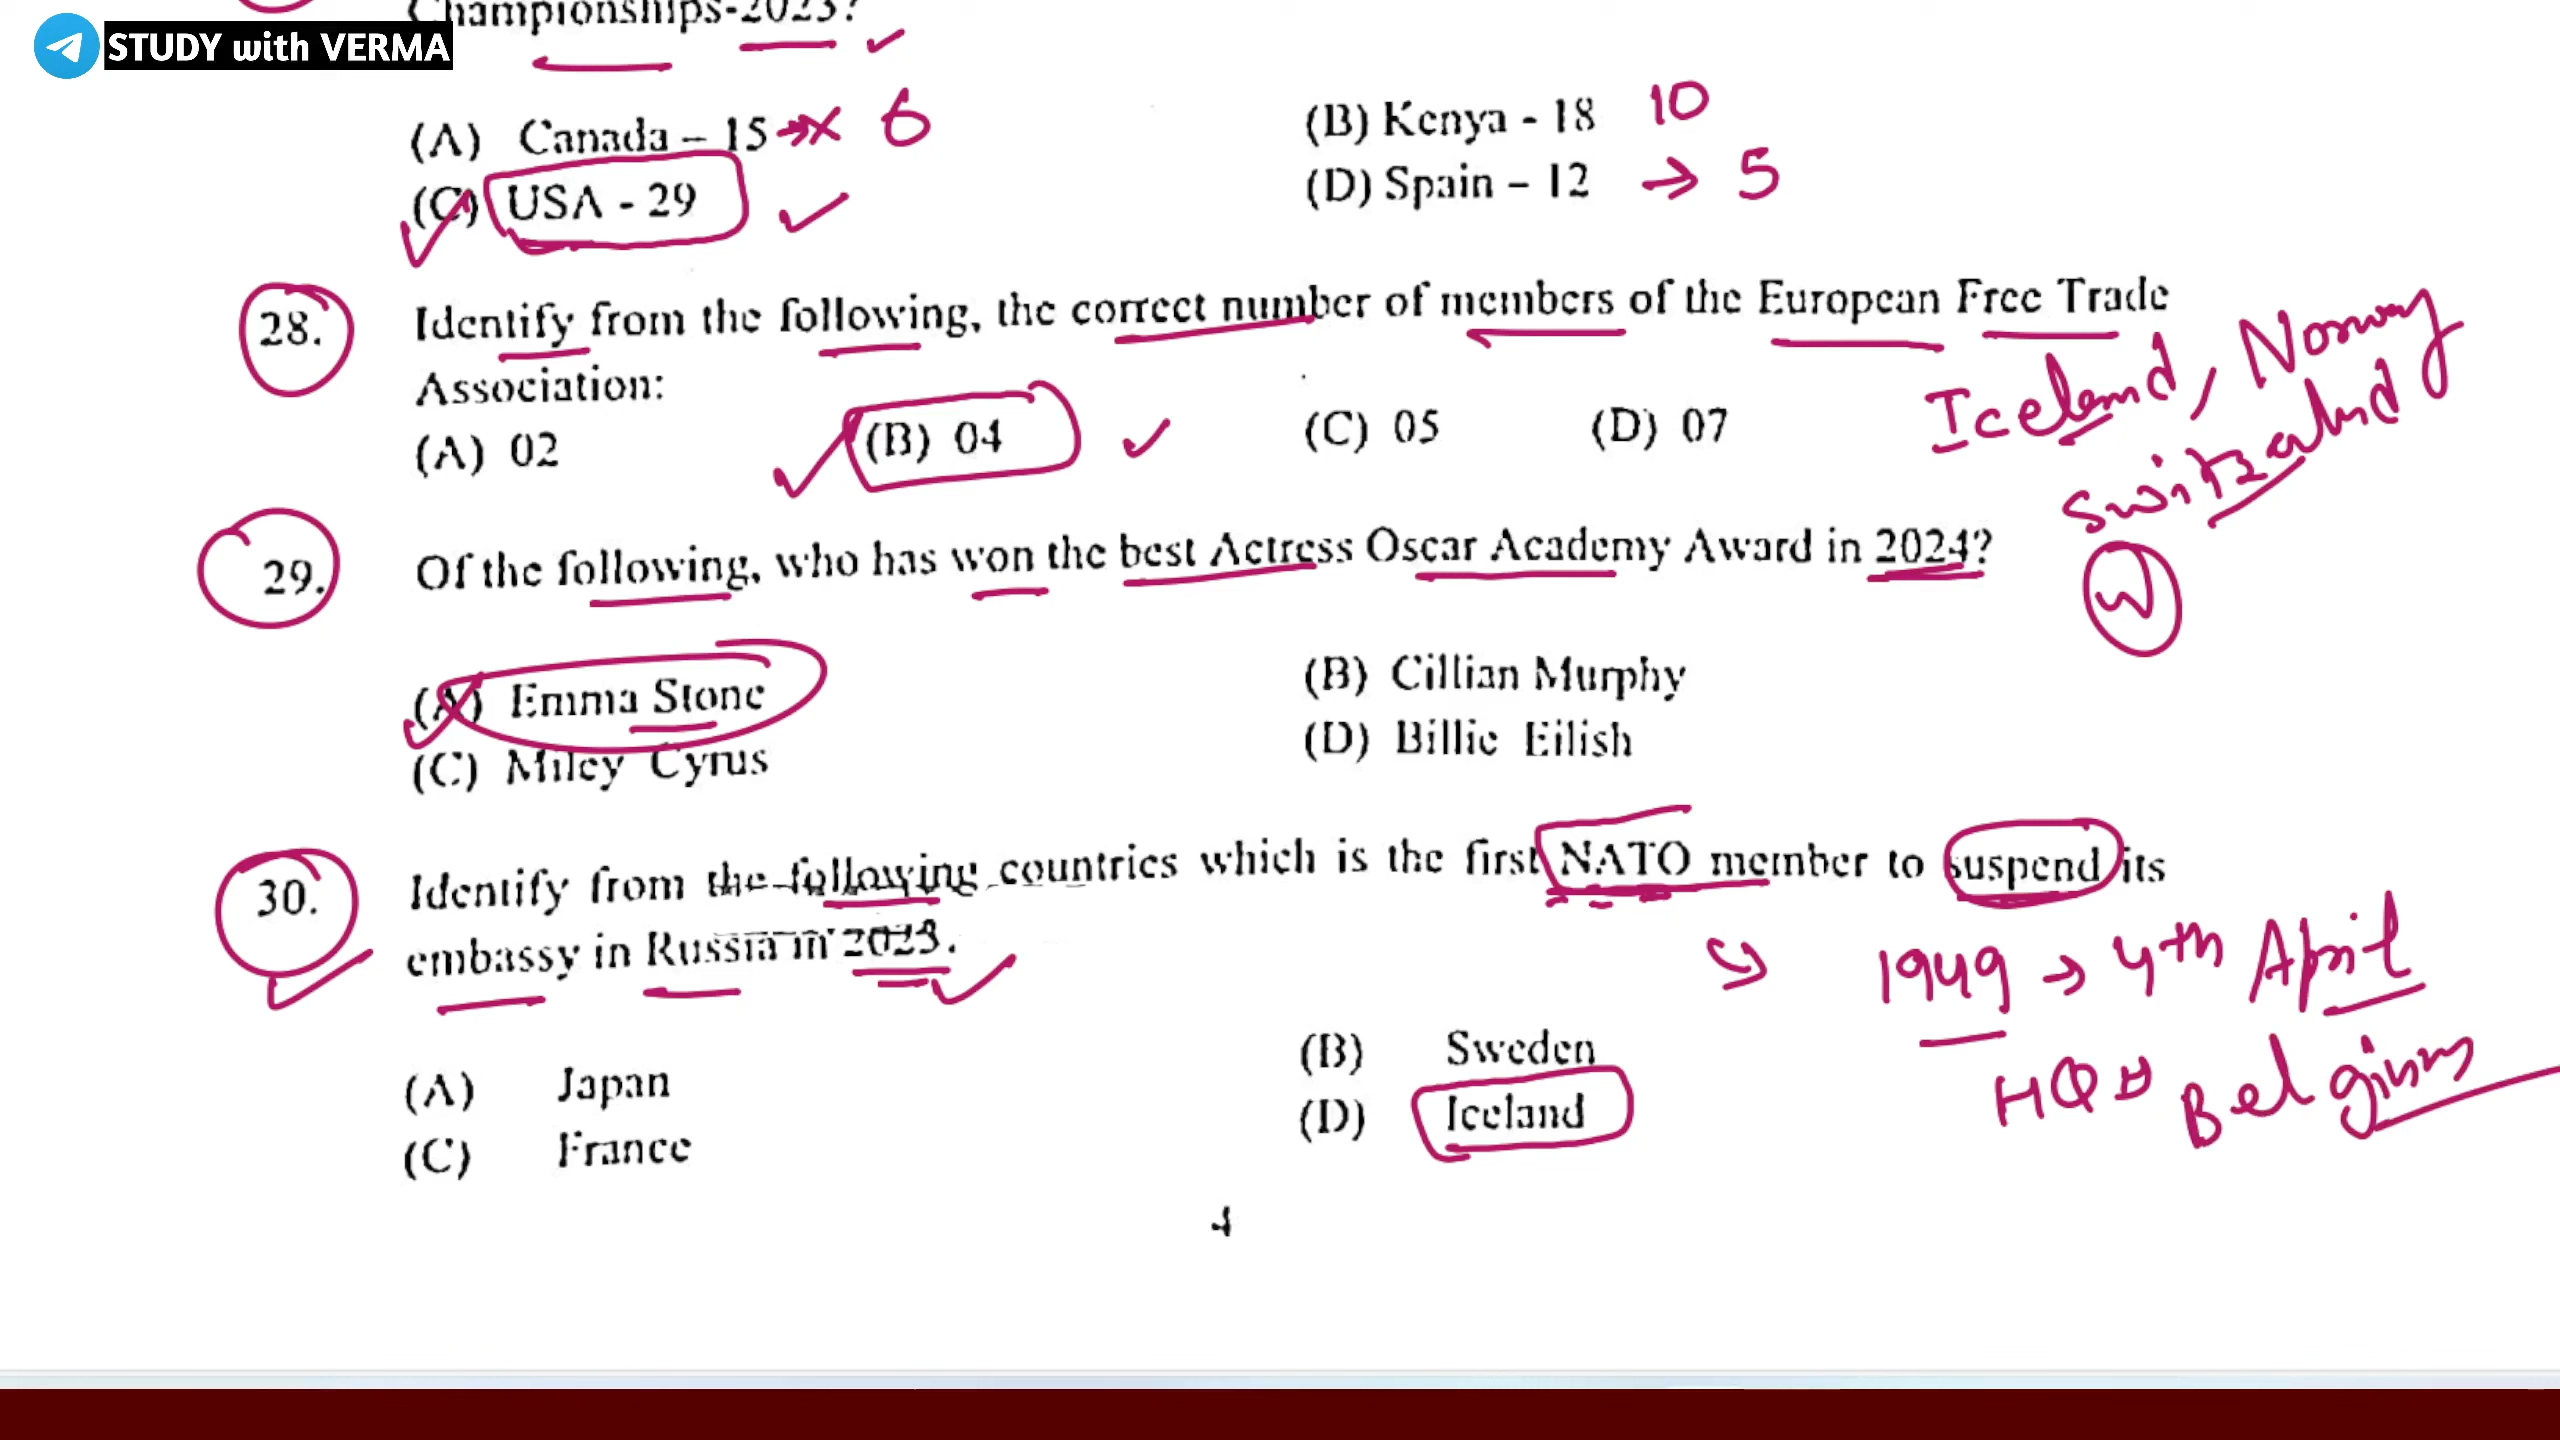 Championships-2023?
STUDY with VERMA
(A) Canada – 15 6
(B) Kenya - 18 10
(C) USA - 29
(D) Spain – 12 → 5
28. Identify from the following, the correct number of members of the European Free Trade
Association:
(A) 02 (B) 04 (C) 05 (D) 07
Iceland, Norway
Switzerland
29. Of the following, who has won the best Actress Oscar Academy Award in 2024?
(A) Emma Stone
(B) Cillian Murphy
(C) Miley Cyrus
(D) Billie Eilish
30. Identify from the following countries which is the first NATO member to suspend its
embassy in Russia in 2023.
1949 → 4th April
HQ Belgium
(A) Japan
(B) Sweden
(C) France
(D) Iceland
4